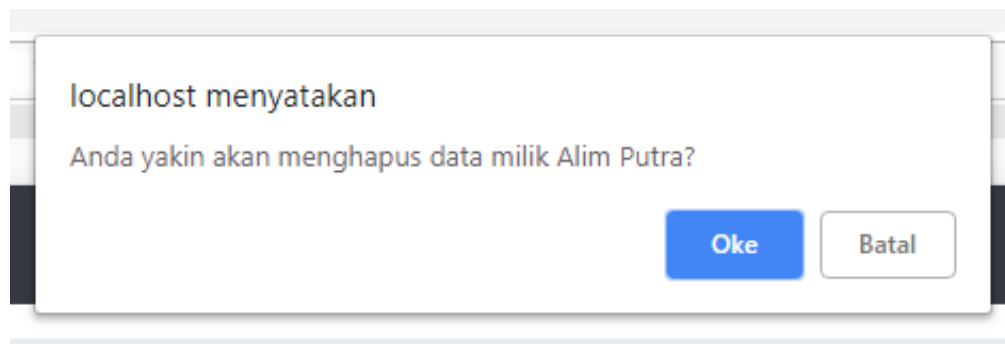 localhost menyatakan
Anda yakin akan menghapus data milik Alim Putra?
Oke Batal